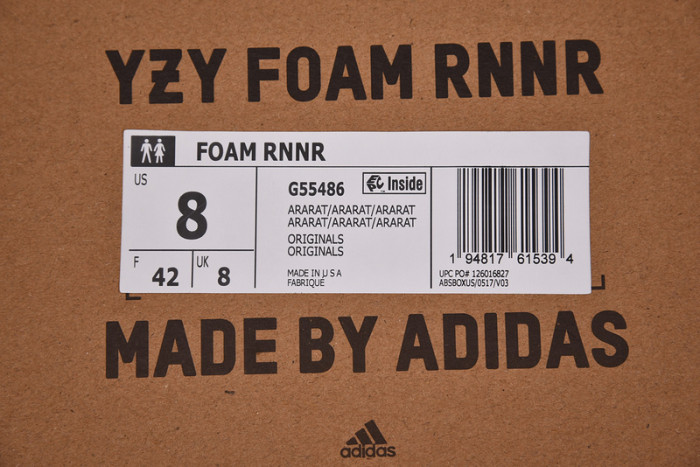 YZY FOAM RNNR
FOAM RNNR
US
8
F
42
UK
8
G55486
Inside
ARARAT/ARARAT/ARARAT
ARARAT/ARARAT/ARARAT
ORIGINALS
ORIGINALS
MADE IN µ S A
FABRIQUÉ
1 94817 61539 4
UPC PO# 126016827
ABSBOXUS/0517/V03
MADE BY ADIDAS
adidas